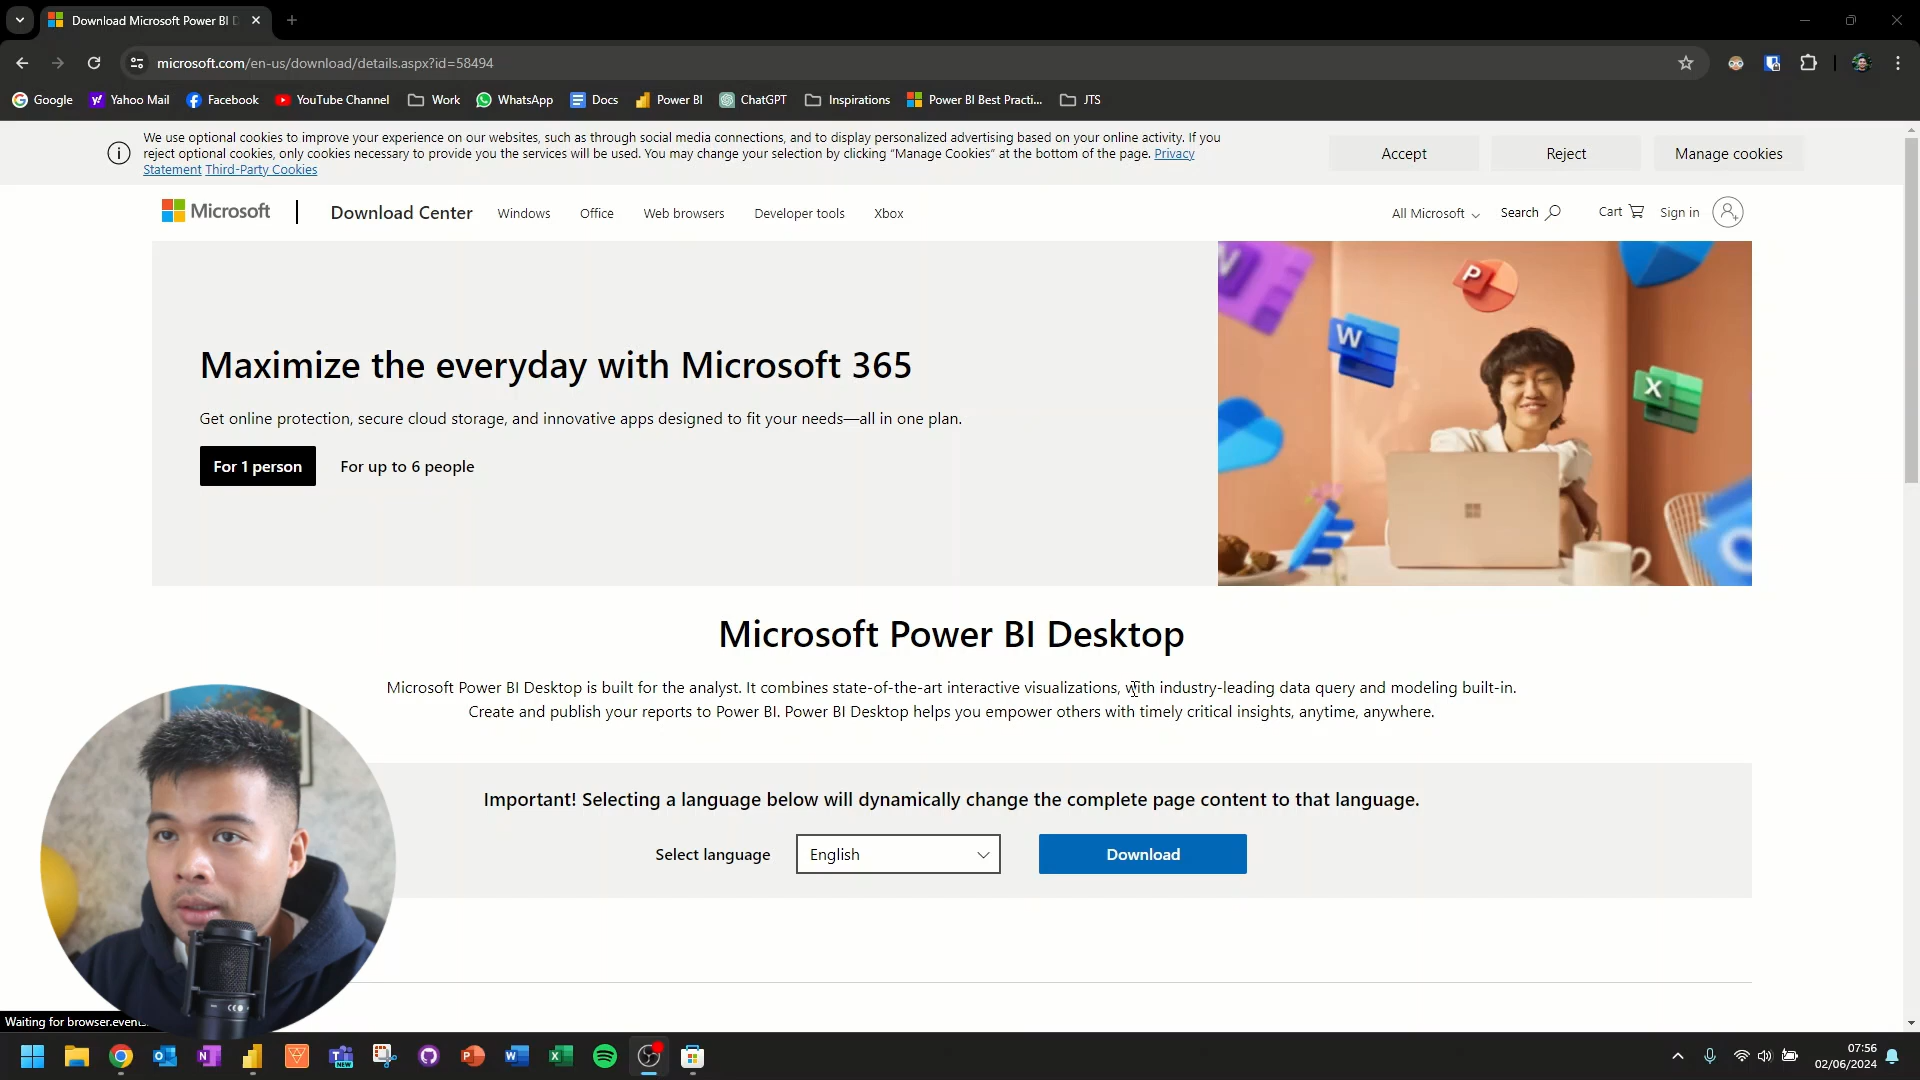 Download Microsoft Power BI D
microsoft.com/en-us/download/details.aspx?id=58494
Google
Yahoo Mail
Facebook
YouTube Channel
Work
WhatsApp
Docs
Power BI
ChatGPT
Inspirations
Power BI Best Practi...
JTS
We use optional cookies to improve your experience on our websites, such as through social media connections, and to display personalized advertising based on your online activity. If you
reject optional cookies, only cookies necessary to provide you the services will be used. You may change your selection by clicking “Manage Cookies” at the bottom of the page. Privacy
Statement Third-Party Cookies
Accept
Reject
Manage cookies
Microsoft
Download Center
Windows
Office
Web browsers
Developer tools
Xbox
All Microsoft
Search
Cart
Sign in
Maximize the everyday with Microsoft 365
Get online protection, secure cloud storage, and innovative apps designed to fit your needs—all in one plan.
For 1 person
For up to 6 people
N
P
W
X
Microsoft Power BI Desktop
Microsoft Power BI Desktop is built for the analyst. It combines state-of-the-art interactive visualizations, with industry-leading data query and modeling built-in.
Create and publish your reports to Power BI. Power BI Desktop helps you empower others with timely critical insights, anytime, anywhere.
Important! Selecting a language below will dynamically change the complete page content to that language.
Select language
English
Download
Waiting for browser.events.
07:56
02/06/2024